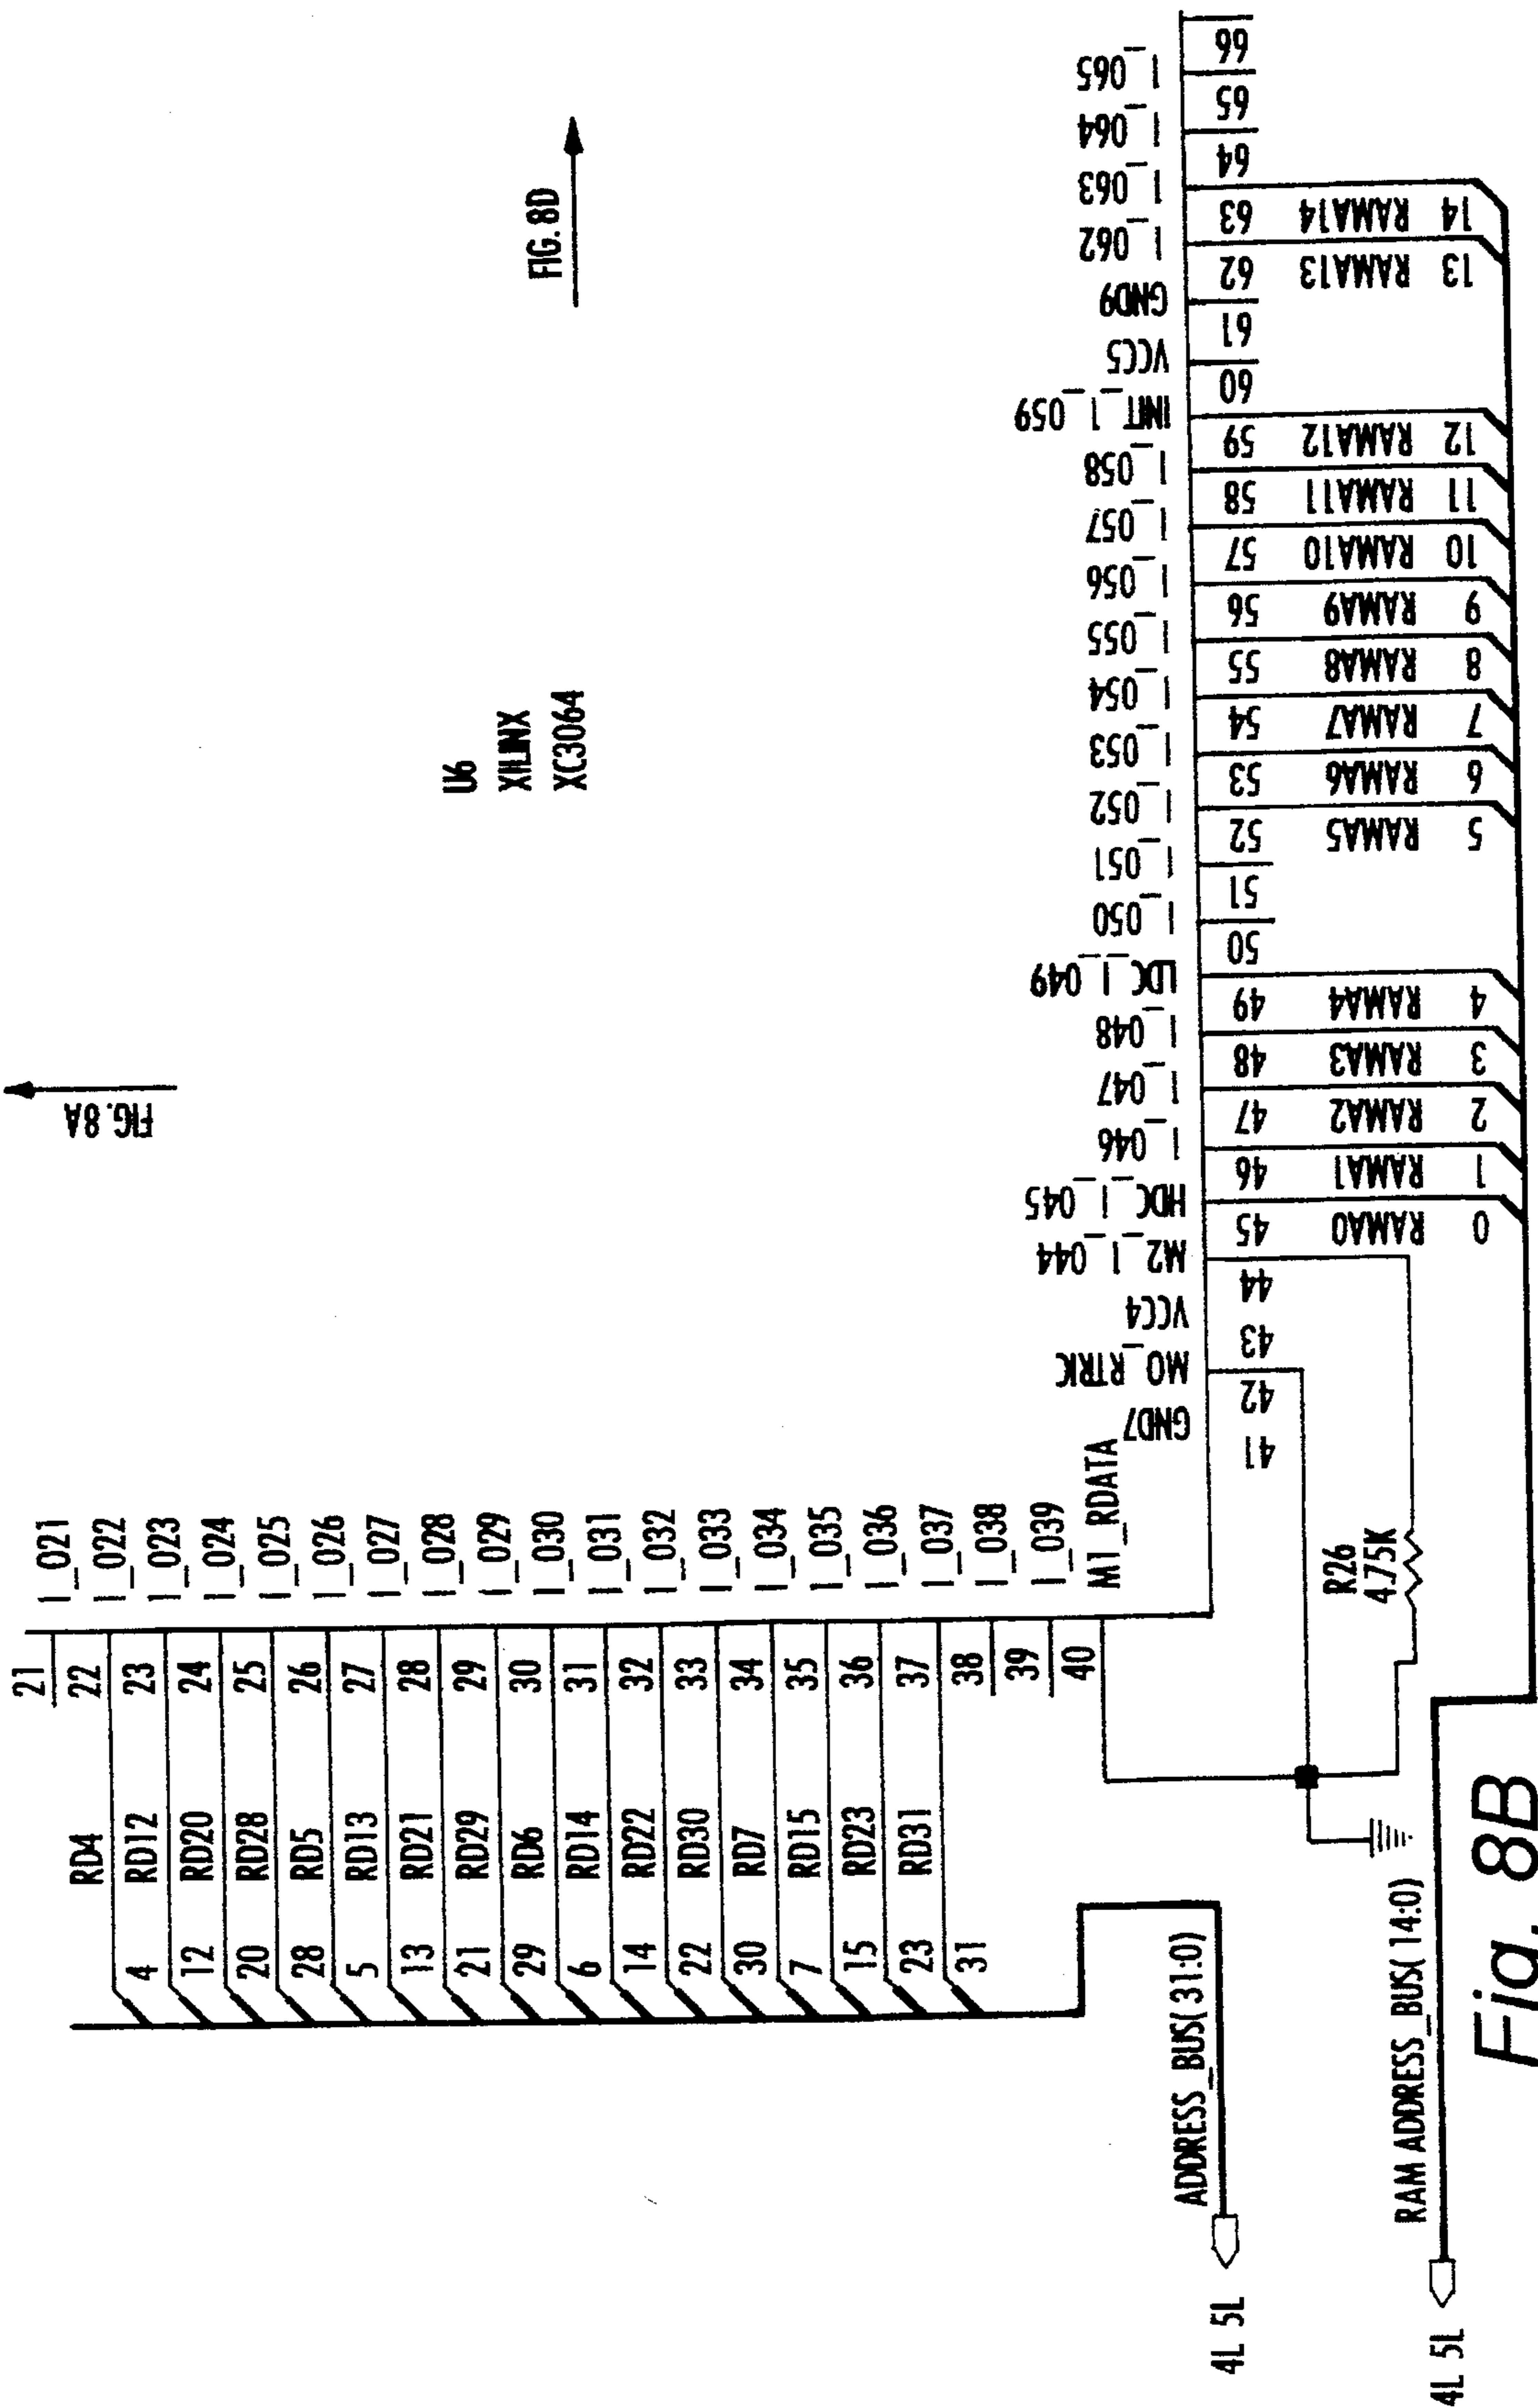 FIG. 8A
FIG. 8D
U6
XILINX
XC3064
21 I_021
RD4 22 I_022
4 RD12 23 I_023
12 RD20 24 I_024
20 RD28 25 I_025
28 RD5 26 I_026
5 RD13 27 I_027
13 RD21 28 I_028
21 RD29 29 I_029
29 RD6 30 I_030
6 RD14 31 I_031
14 RD22 32 I_032
22 RD30 33 I_033
30 RD7 34 I_034
7 RD15 35 I_035
15 RD23 36 I_036
23 RD31 37 I_037
31 38 I_038
39 I_039
40 M1_RDATA
GND7 41
M0_RTRIC 42
VCC4 43
M2_I_044 44
HDC_I_045 45 RAMA0 0
I_046 46 RAMA1 1
I_047 47 RAMA2 2
I_048 48 RAMA3 3
LDC_I_049 49 RAMA4 4
I_050 50
I_051 51
I_052 52 RAMA5 5
I_053 53 RAMA6 6
I_054 54 RAMA7 7
I_055 55 RAMA8 8
I_056 56 RAMA9 9
I_057 57 RAMA10 10
I_058 58 RAMA11 11
INIT_I_059 59 RAMA12 12
VCC5 60
GND9 61
I_062 62 RAMA13 13
I_063 63 RAMA14 14
I_064 64
I_065 65
66
R26
4.75K
ADDRESS_BUS(31:0)
4L 5L
RAM ADDRESS_BUS(14:0)
4L 5L
Fig. 8B